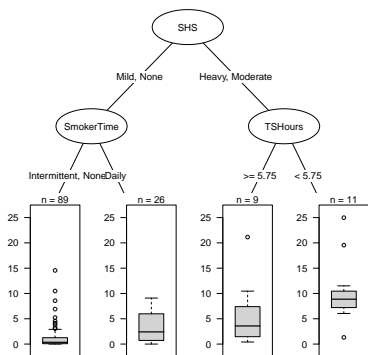 SHS
Mild, None
Heavy, Moderate
SmokerTime
TSHours
Intermittent, None
Daily
>= 5.75
< 5.75
n = 89
n = 26
n = 9
n = 11
25
20
15
10
5
0
25
20
15
10
5
0
25
20
15
10
5
0
25
20
15
10
5
0